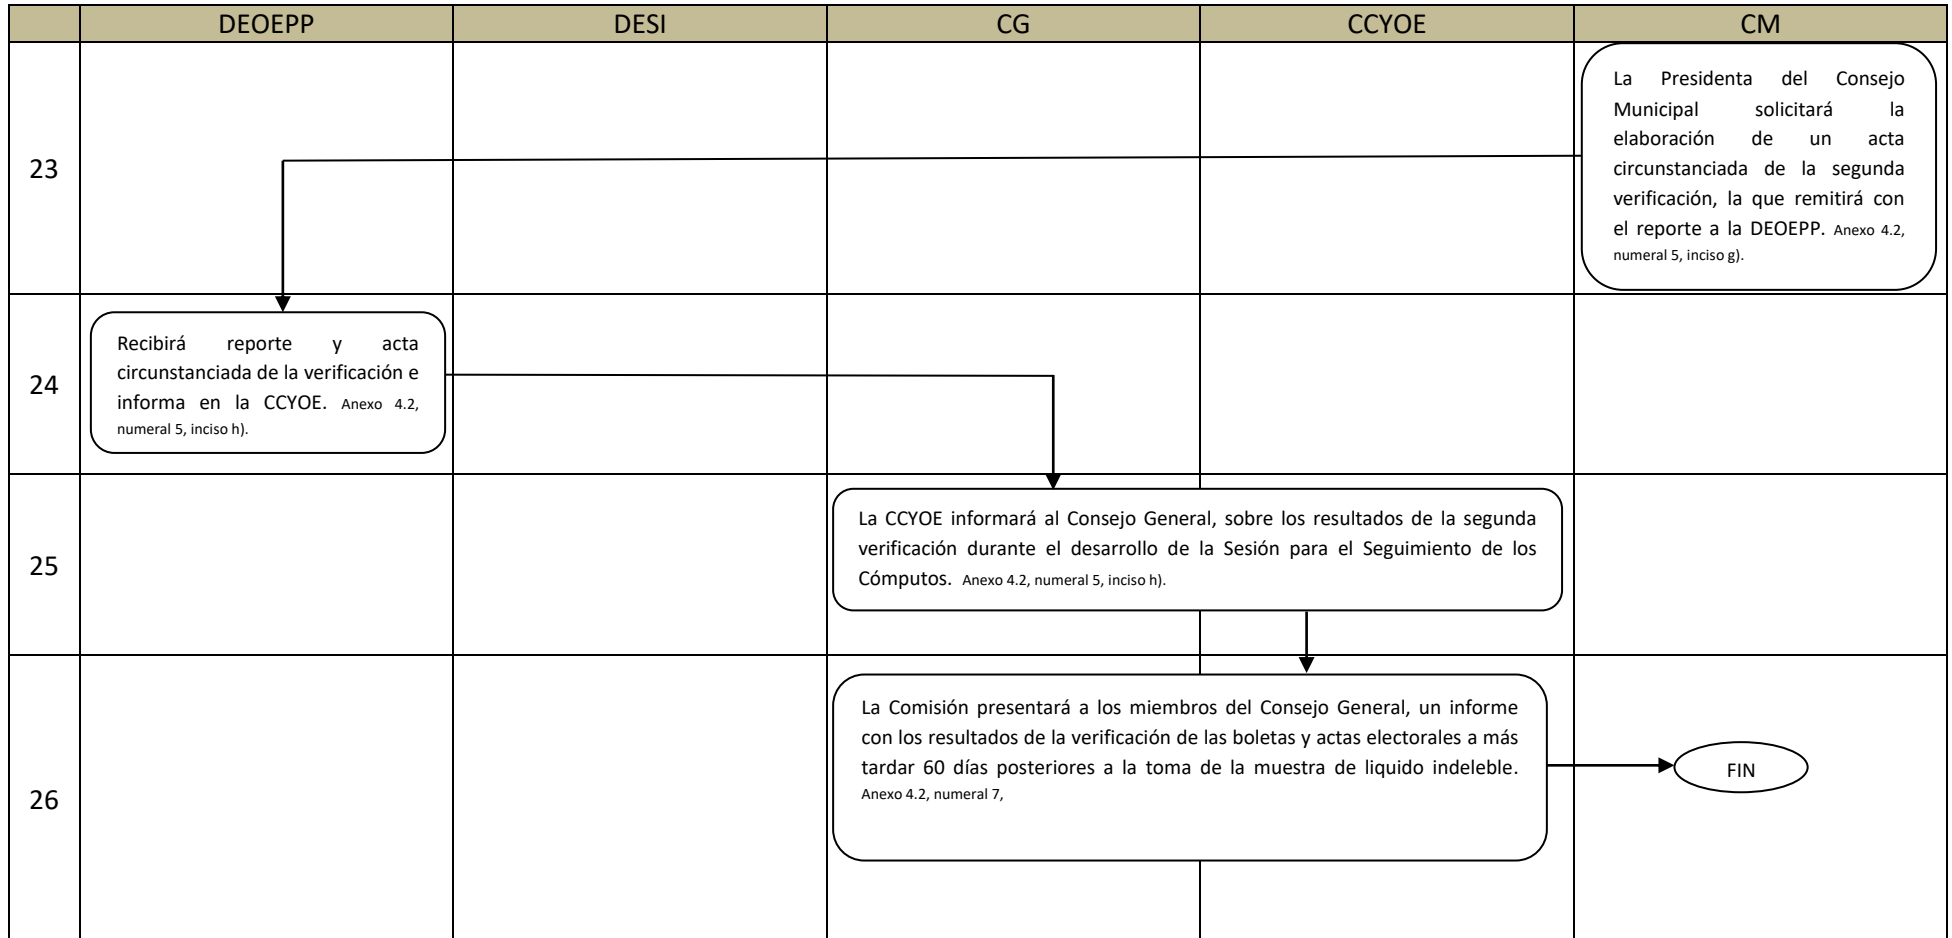 DEOEPP DESI CG CCYOE CM
23
La Presidenta del Consejo
Municipal solicitará la
elaboración de un acta
circunstanciada de la segunda
verificación, la que remitirá con
el reporte a la DEOEPP. Anexo 4.2,
numeral 5, inciso g).
24
Recibirá reporte y acta
circunstanciada de la verificación e
informa en la CCYOE. Anexo 4.2,
numeral 5, inciso h).
25
La CCYOE informará al Consejo General, sobre los resultados de la segunda
verificación durante el desarrollo de la Sesión para el Seguimiento de los
Cómputos. Anexo 4.2, numeral 5, inciso h).
26
La Comisión presentará a los miembros del Consejo General, un informe
con los resultados de la verificación de las boletas y actas electorales a más
tardar 60 días posteriores a la toma de la muestra de liquido indeleble.
Anexo 4.2, numeral 7,
FIN